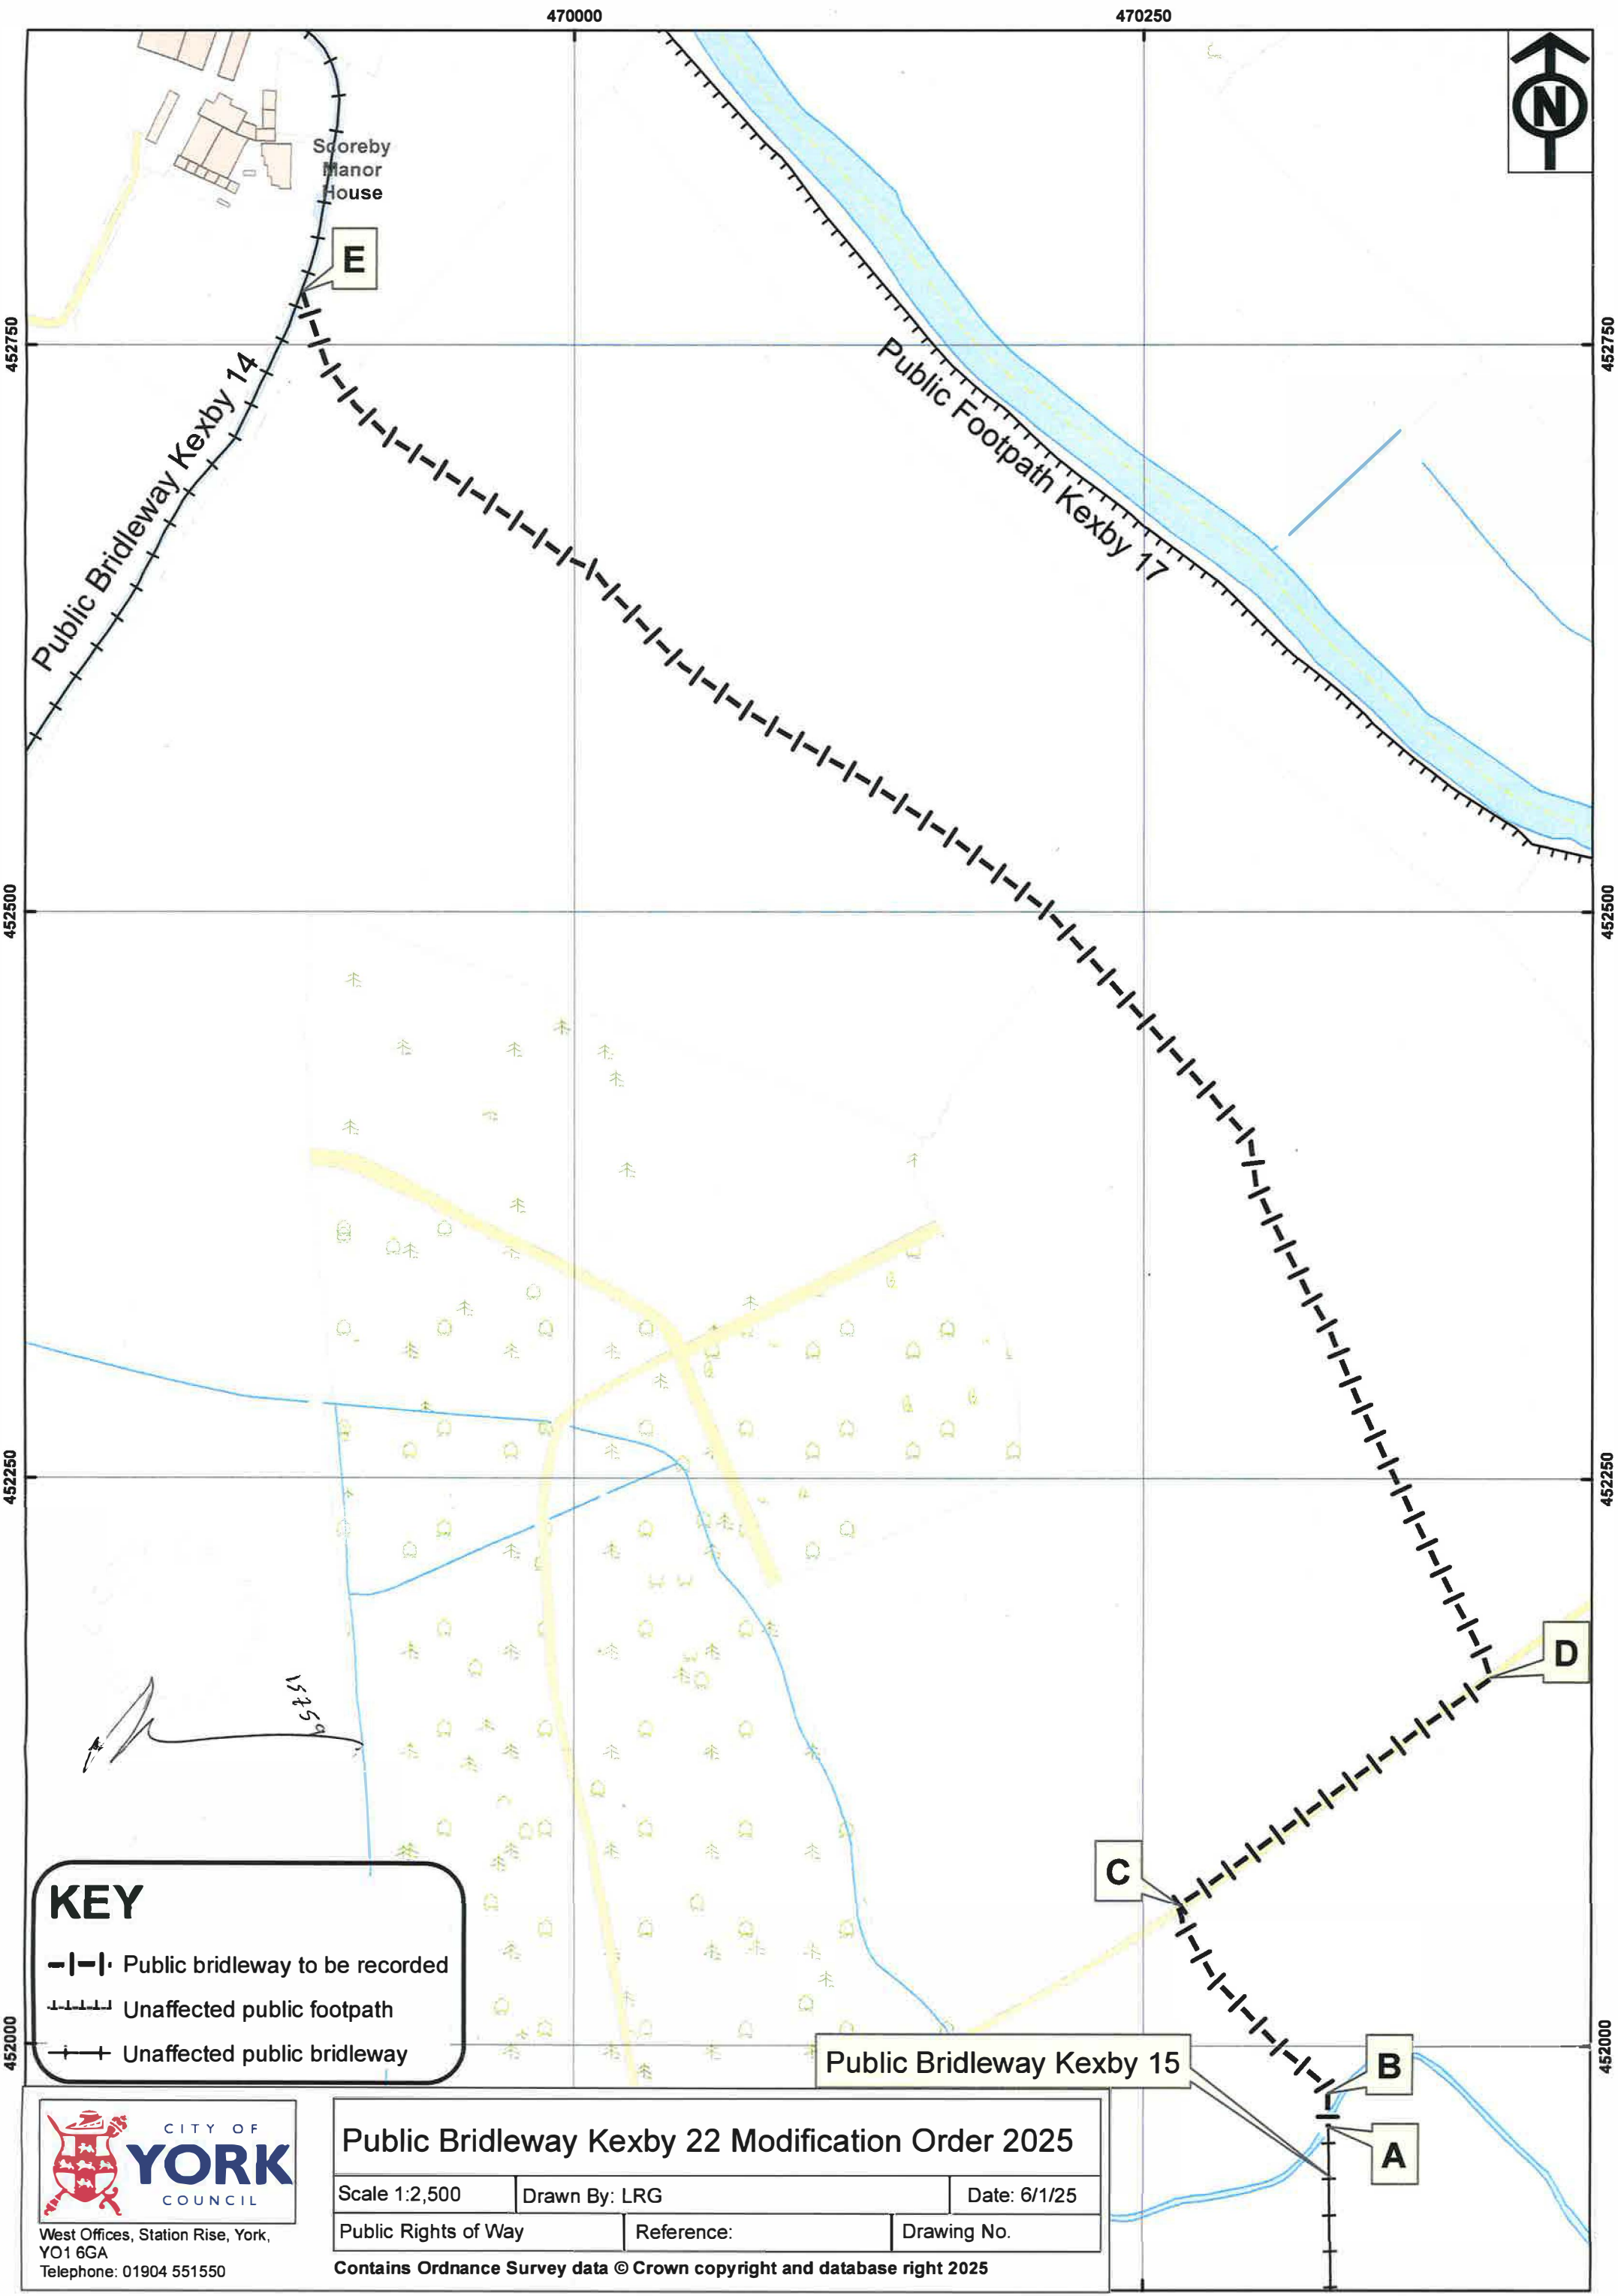 470000
470250
N
Scoreby
Manor
House
E
452750
452750
Public Bridleway Kexby 14
Public Footpath Kexby 17
452500
452500
452250
452250
D
C
KEY
Public bridleway to be recorded
Unaffected public footpath
Unaffected public bridleway
452000
452000
Public Bridleway Kexby 15
B
A
CITY OF
YORK
COUNCIL
West Offices, Station Rise, York,
YO1 6GA
Telephone: 01904 551550
Public Bridleway Kexby 22 Modification Order 2025
Scale 1:2,500
Drawn By: LRG
Date: 6/1/25
Public Rights of Way
Reference:
Drawing No.
Contains Ordnance Survey data © Crown copyright and database right 2025